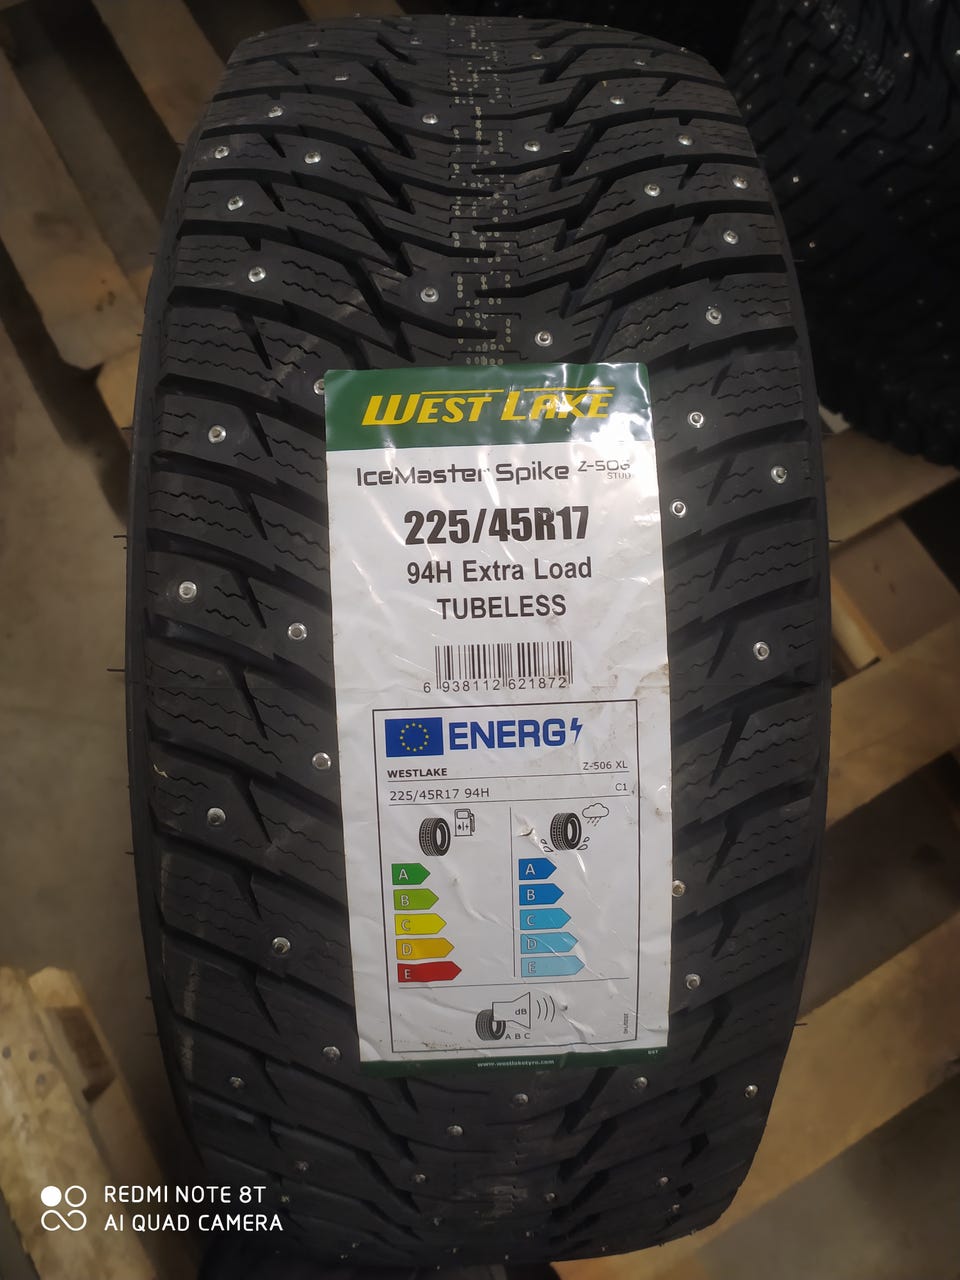 WEST LAKE
IceMaster Spike Z-506
STUD
225/45R17
94H Extra Load
TUBELESS
6 938112 621872
ENERG
WESTLAKE Z-506 XL
225/45R17 94H C1
A A
B B
C C
D D
E E
dB
A B C
www.westlaketyre.com
REDMI NOTE 8T
AI QUAD CAMERA